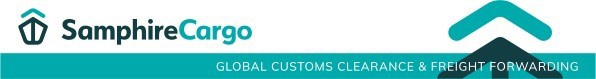 SamphireCargo
GLOBAL CUSTOMS CLEARANCE & FREIGHT FORWARDING